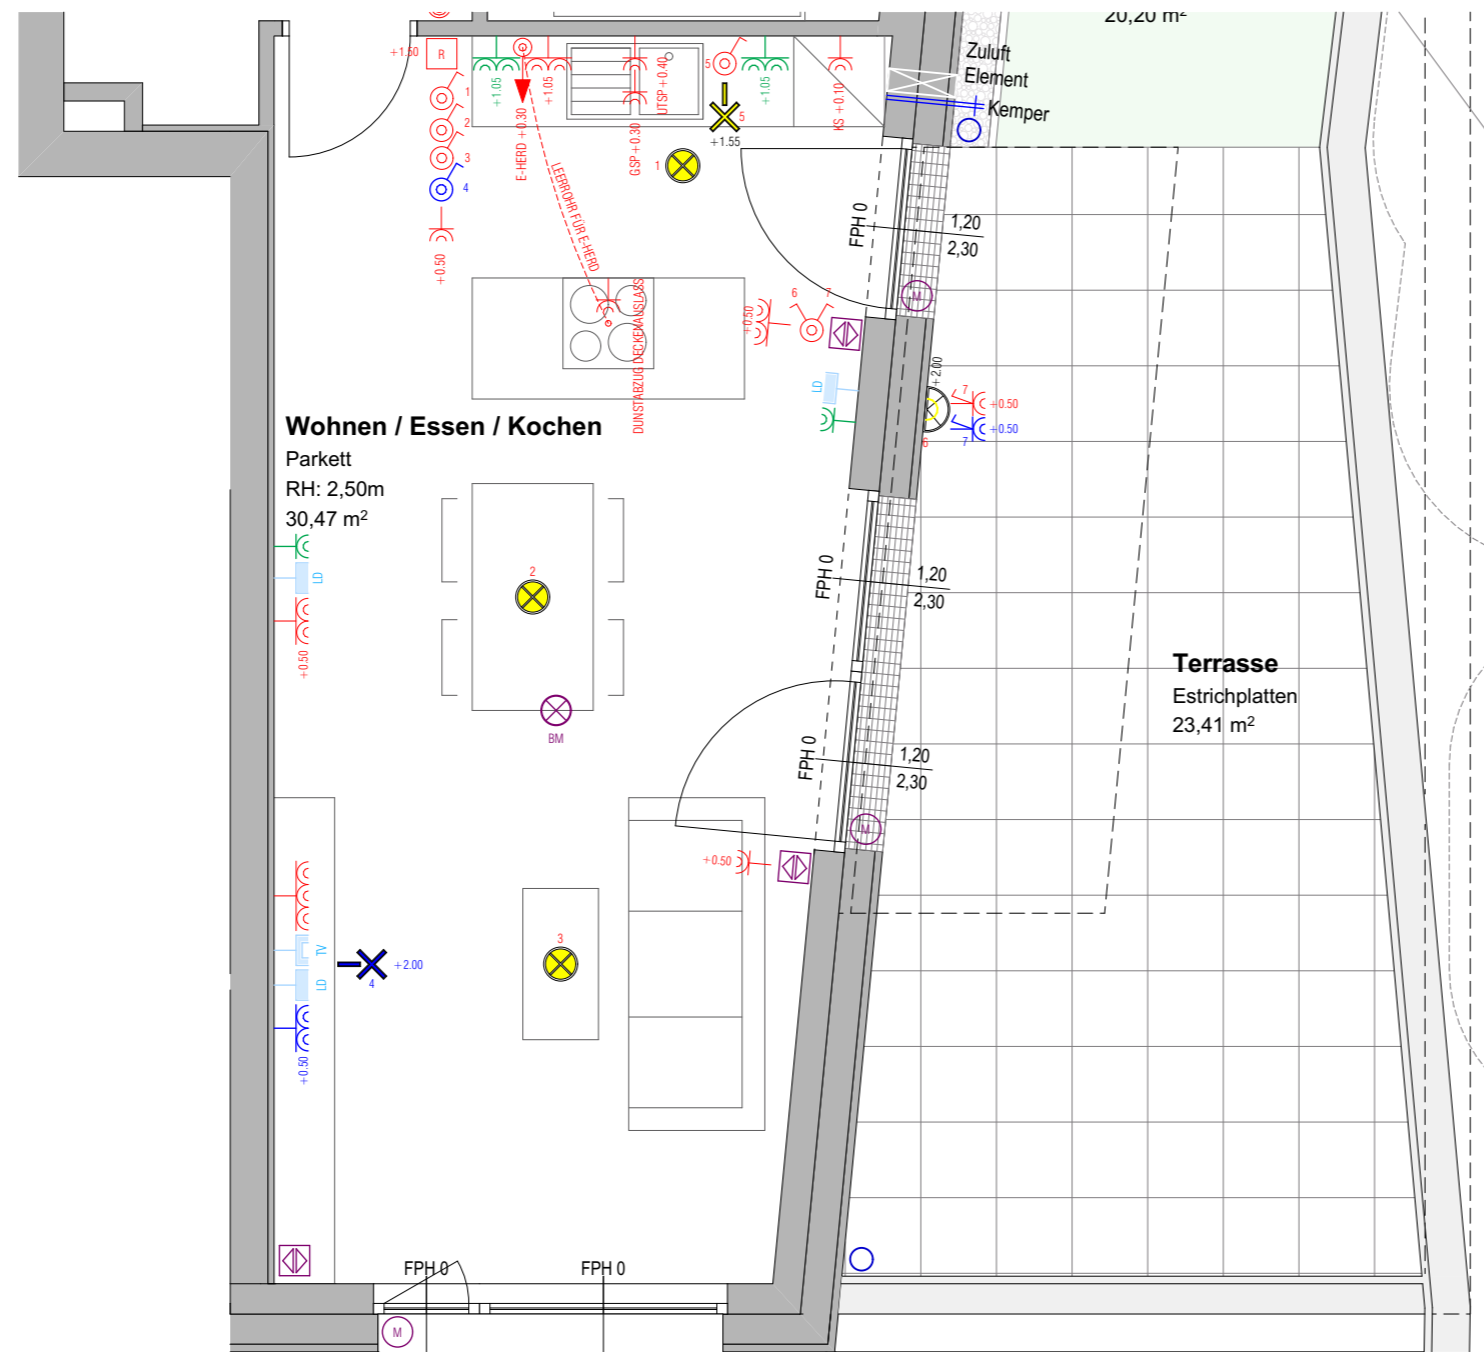 20,20 m²
Zuluft
Element
Kemper
+1.50
R
1
2
3
4
+0.50
+1.05
E-HERD +0.30
+1.05
LEERROHR FÜR E-HERD
GSP+0.30
UTSP+0.40
5
5
+1.55
+1.05
KS +0.10
1
FPH 0
1,20
2,30
M
DUNSTABZUG DECKENAUSLASS
+0.50
6
7
LD
+2.00
6
7
+0.50
7
+0.50
Wohnen / Essen / Kochen
Parkett
RH: 2,50m
30,47 m²
LD
+0.50
2
BM
FPH 0
1,20
2,30
Terrasse
Estrichplatten
23,41 m²
FPH 0
1,20
2,30
M
+0.50
3
TV
LD
+0.50
4
+2.00
FPH 0
FPH 0
M